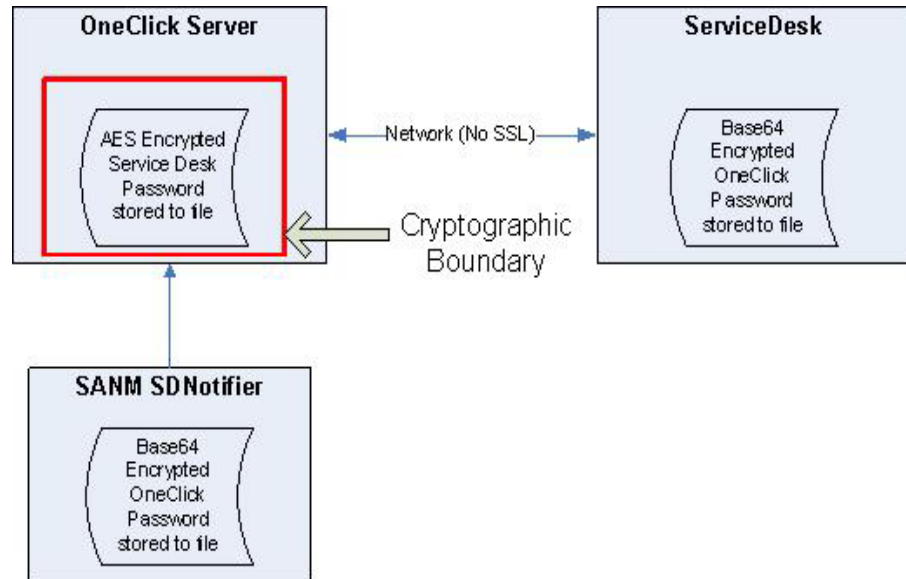 OneClick Server
AES Encrypted
Service Desk
Password
stored to file
Network (No SSL)
ServiceDesk
Base64
Encrypted
OneClick
Password
stored to file
Cryptographic
Boundary
SANM SDNotifier
Base64
Encrypted
OneClick
Password
stored to file